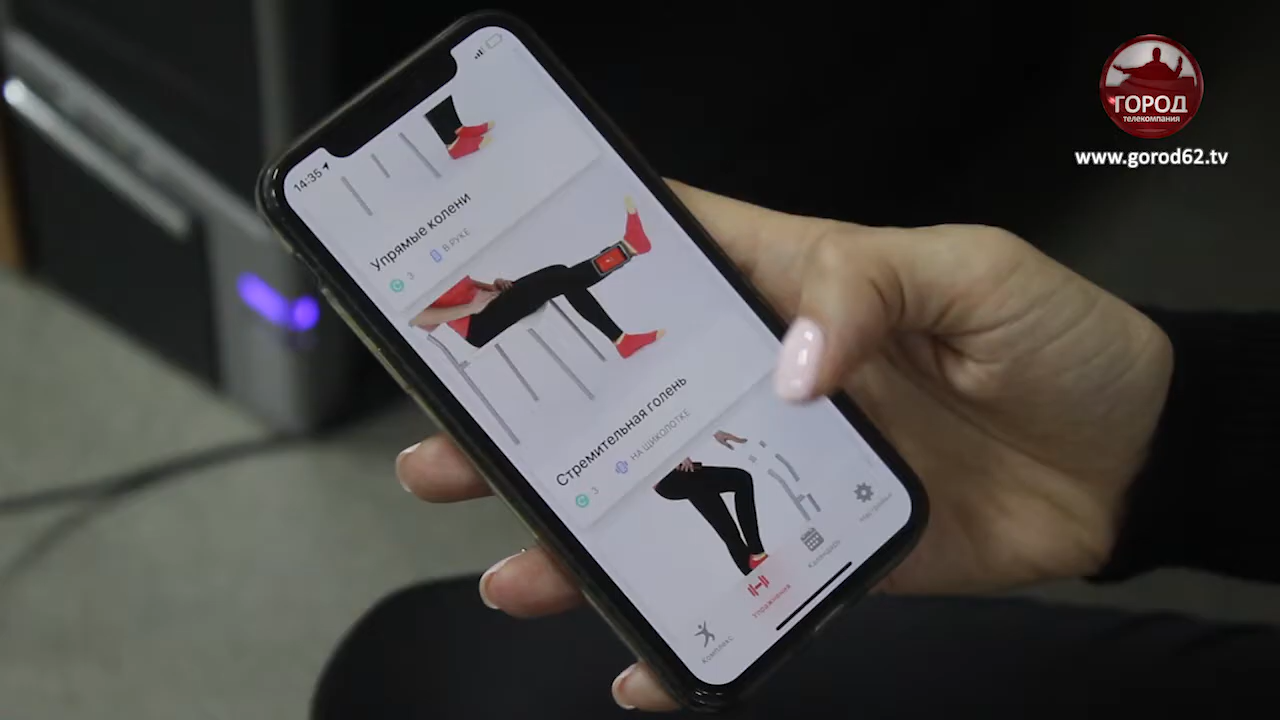 ГОРОД
телекомпания
www.gorod62.tv
14:35
Упрямые колени
3 В РУКЕ
Стремительная голень
3 НА ЩИКОЛОТКЕ
Комплекс
Упражнения
Календарь
Настройки